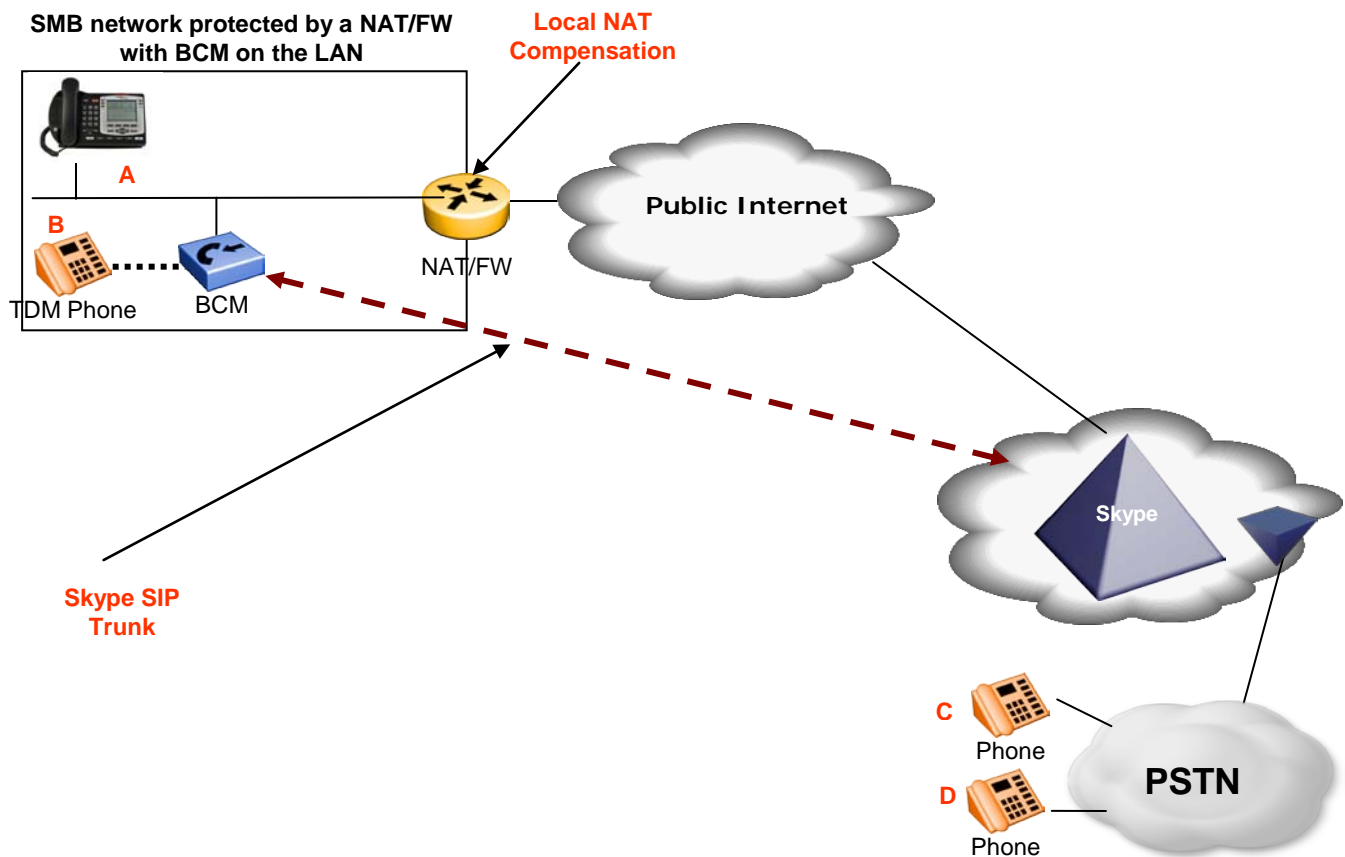 SMB network protected by a NAT/FW
with BCM on the LAN
Local NAT
Compensation
A
B
TDM Phone
BCM
NAT/FW
Public Internet
Skype
Skype SIP
Trunk
C
Phone
D
Phone
PSTN